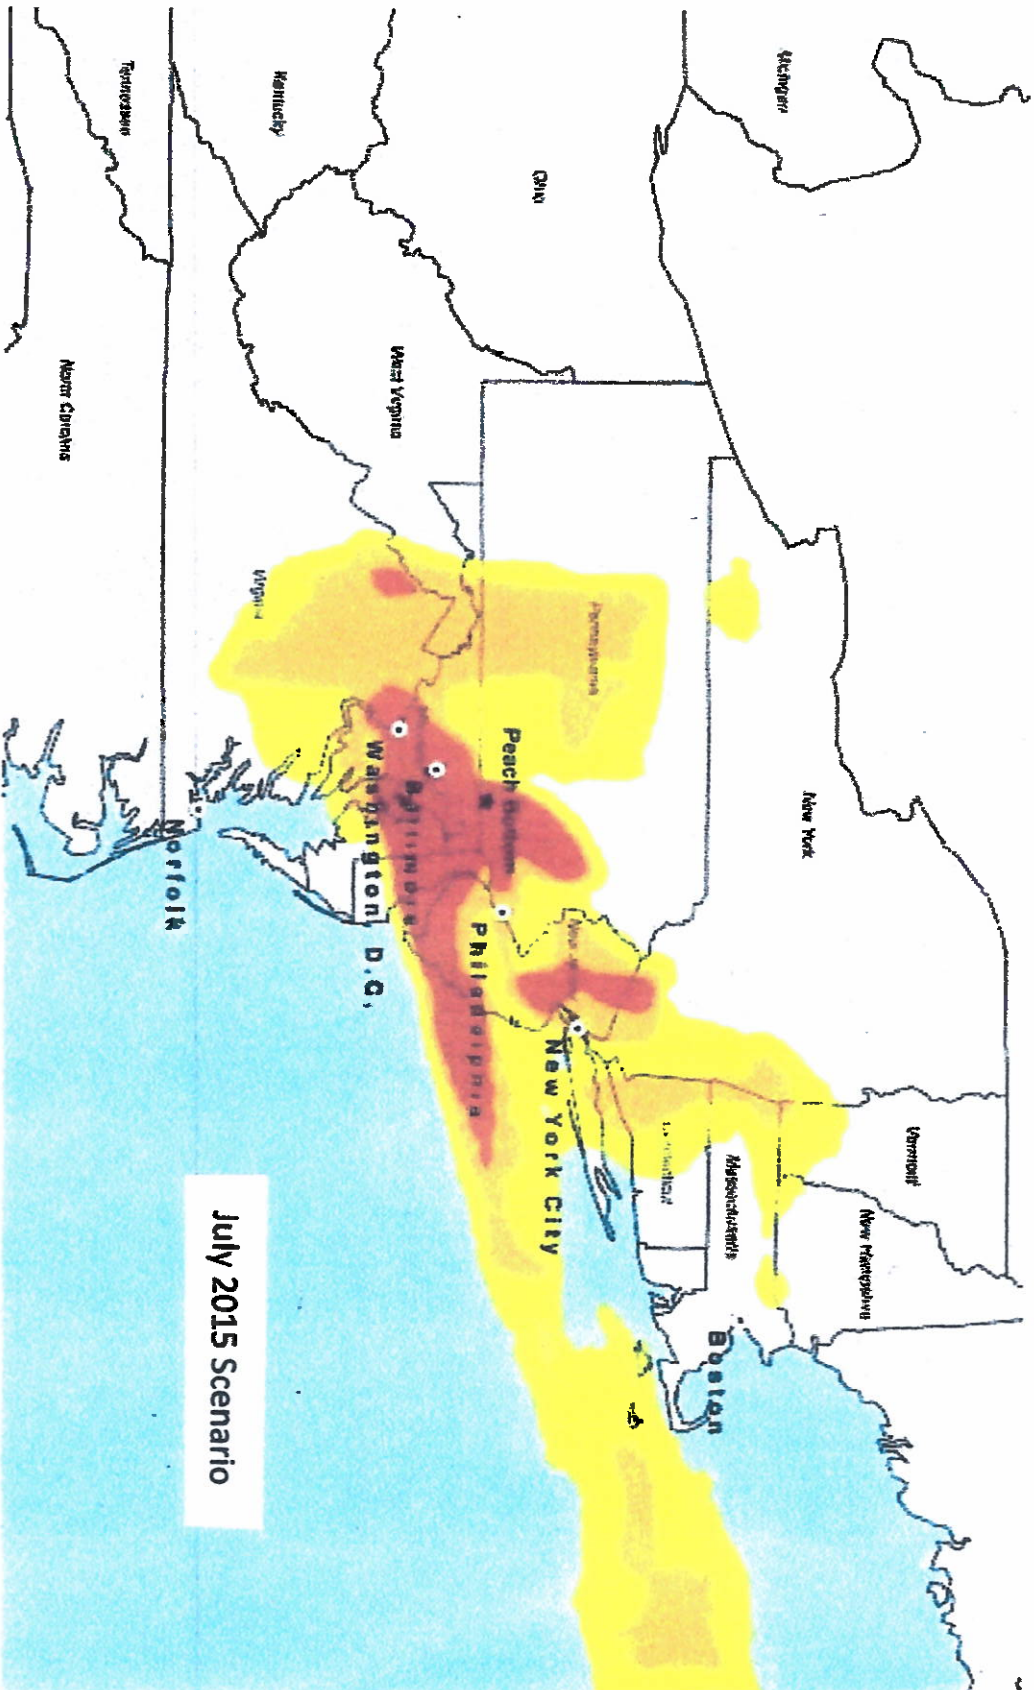 Michigan
Ohio
Kentucky
Tennessee
West Virginia
North Carolina
Virginia
Pennsylvania
New York
Vermont
New Hampshire
Massachusetts
Peach Bottom
Baltimore
Washington D.C.
Philadelphia
New York City
Boston
Norfolk
July 2015 Scenario